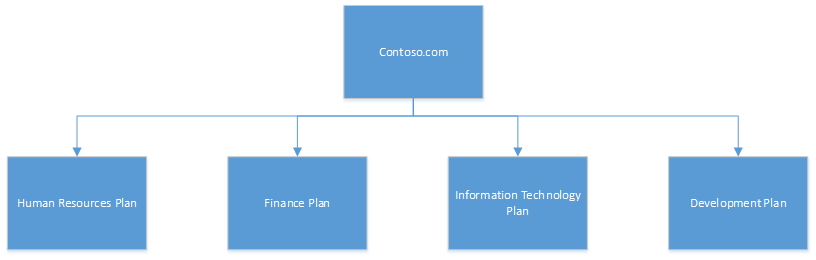 Contoso.com
Human Resources Plan
Finance Plan
Information Technology
Plan
Development Plan